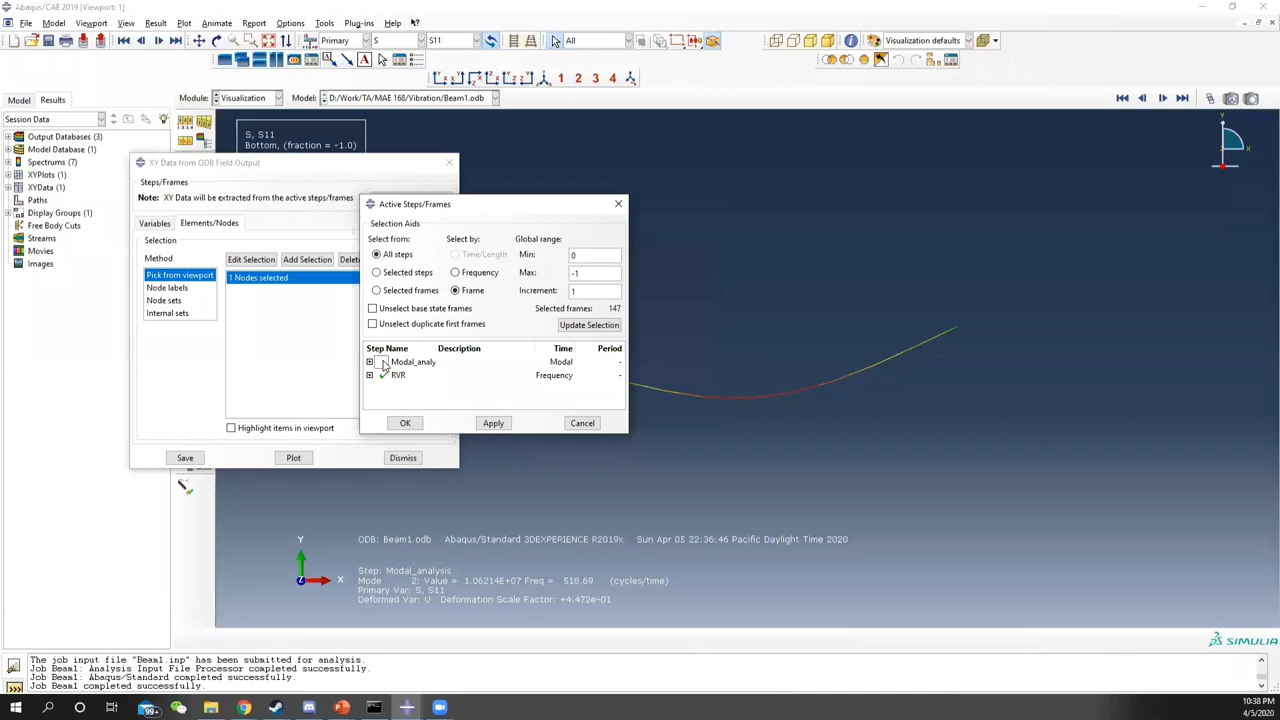 Abaqus/CAE 2019 [Viewport: 1]
File Model Viewport View Result Plot Animate Report Options Tools Plug-ins Help
Primary S S11 All Visualization defaults
1 2 3 4
Model Results Module: Visualization Model: D:/Work/TA/MAE 168/Vibration/Beam1.odb
Session Data
Output Databases (3)
Model Database (1)
Spectrums (7)
XYPlots (1)
XYData (1)
Paths
Display Groups (1)
Free Body Cuts
Streams
Movies
Images
S, S11
Bottom, (fraction = -1.0)
XY Data from ODB Field Output
Steps/Frames
Note: XY Data will be extracted from the active steps/frames
Variables Elements/Nodes
Selection
Method
Edit Selection Add Selection Delete
Pick from viewport
Node labels
Node sets
Internal sets
1 Nodes selected
Highlight items in viewport
Save Plot Dismiss
Active Steps/Frames
Selection Aids
Select from: Select by: Global range:
All steps Time/Length Min: 0
Selected steps Frequency Max: -1
Selected frames Frame Increment: 1
Unselect base state frames Selected frames: 147
Unselect duplicate first frames Update Selection
Step Name Description Time Period
Modal_analy Modal -
RVR Frequency -
OK Apply Cancel
Y
X
Y
X
ODB: Beam1.odb Abaqus/Standard 3DEXPERIENCE R2019x Sun Apr 05 22:36:46 Pacific Daylight Time 2020
Step: Modal_analysis
Mode 2: Value = 1.06214E+07 Freq = 518.69 (cycles/time)
Primary Var: S, S11
Deformed Var: U Deformation Scale Factor: +4.472e-01
SIMULIA
The job input file "Beam1.inp" has been submitted for analysis.
Job Beam1: Analysis Input File Processor completed successfully.
Job Beam1: Abaqus/Standard completed successfully.
Job Beam1 completed successfully.
99+
10:38 PM
4/5/2020